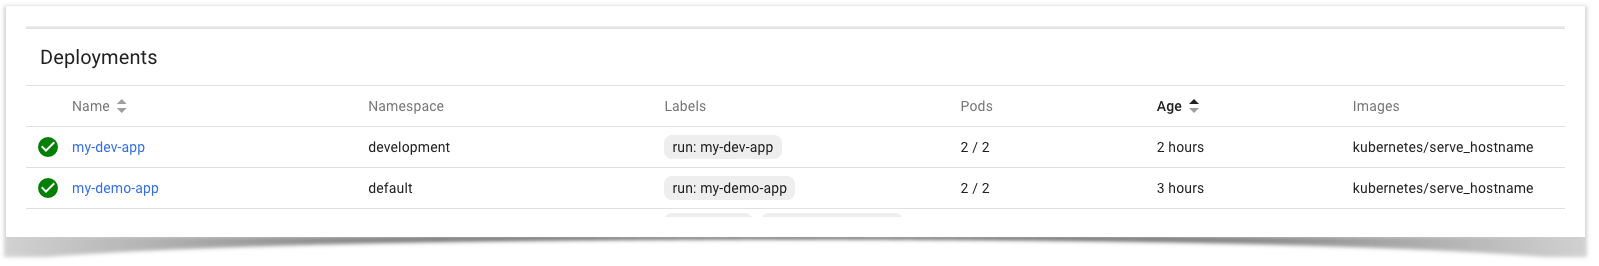 Deployments
Name Namespace Labels Pods Age Images
my-dev-app development run: my-dev-app 2 / 2 2 hours kubernetes/serve_hostname
my-demo-app default run: my-demo-app 2 / 2 3 hours kubernetes/serve_hostname